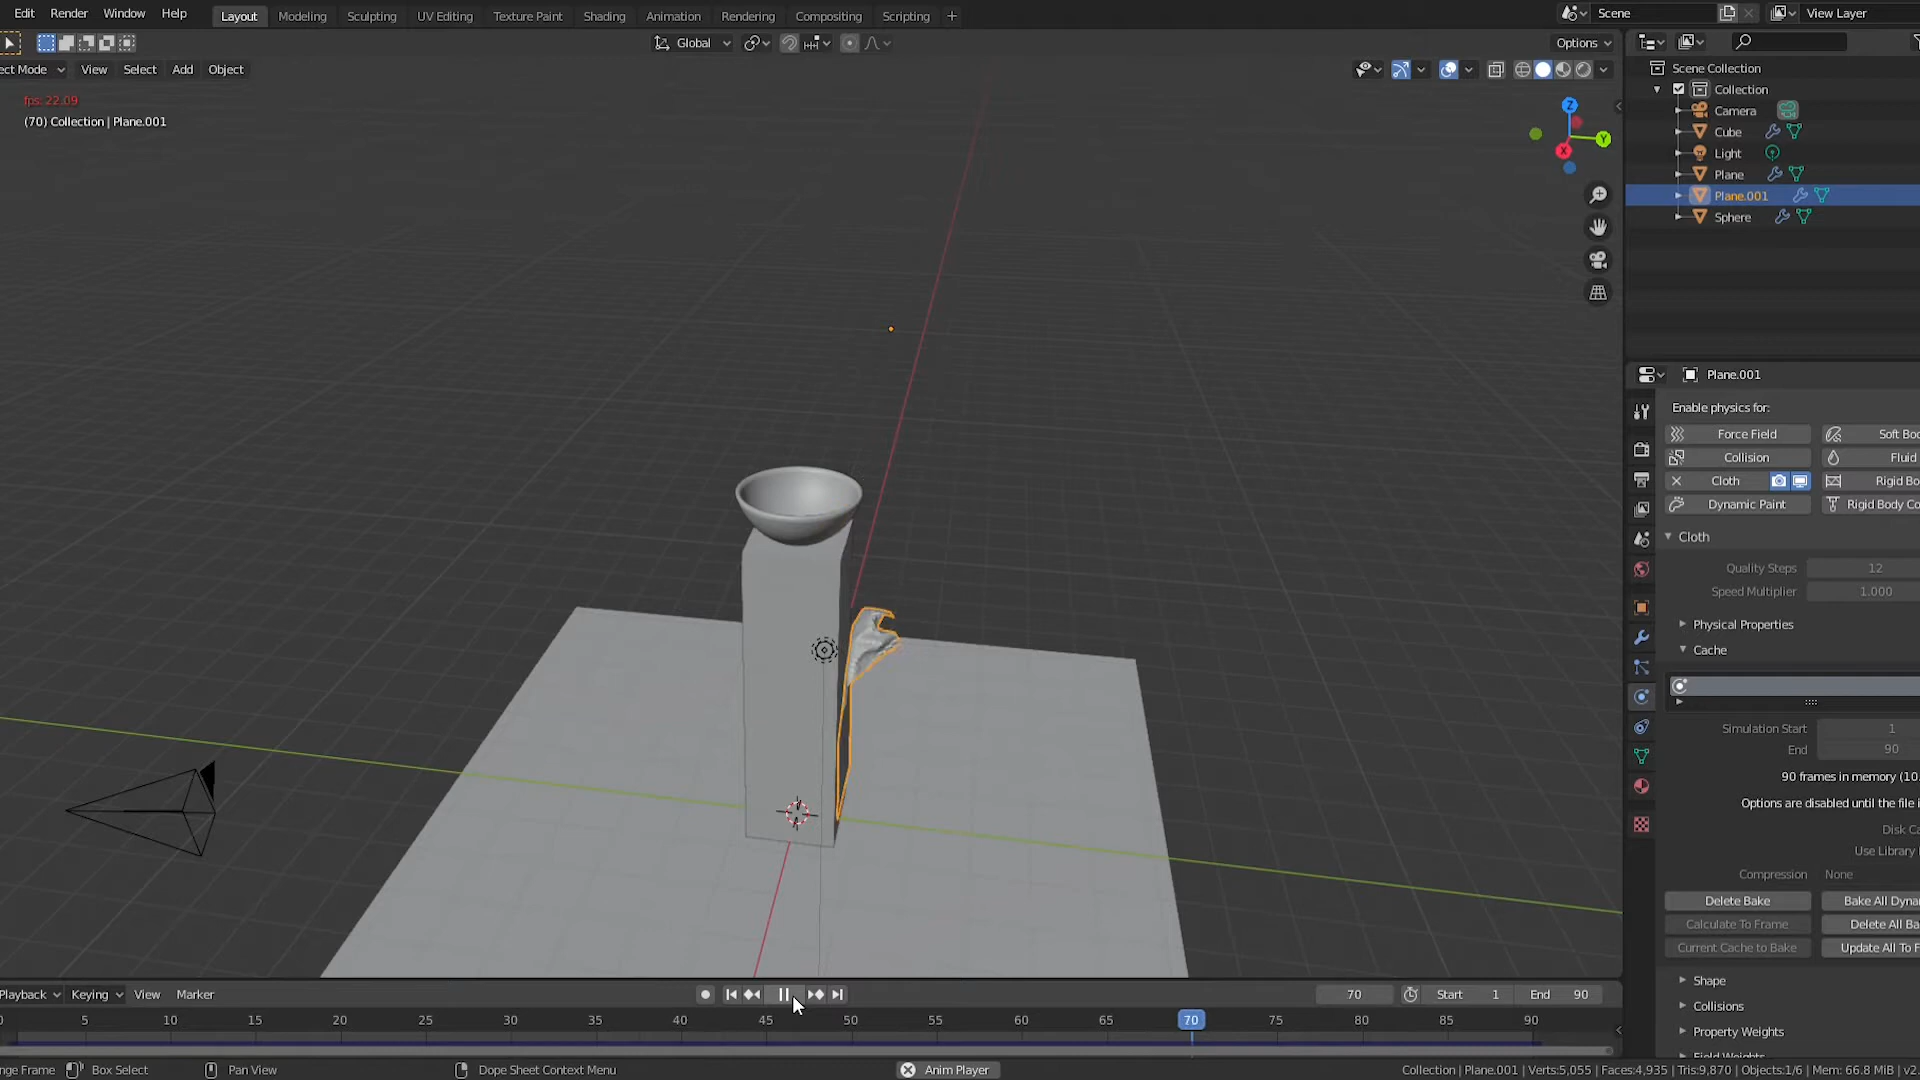 Edit Render Window Help Layout Modeling Sculpting UV Editing Texture Paint Shading Animation Rendering Compositing Scripting + Scene View Layer
Global Options
ect Mode View Select Add Object
fps: 22.09
(70) Collection | Plane.001
Z
Y
X
Scene Collection
Collection
Camera
Cube
Light
Plane
Plane.001
Sphere
Plane.001
Enable physics for:
Force Field Soft Boo
Collision Fluid
Cloth Rigid Bo
Dynamic Paint Rigid Body Co
Cloth
Quality Steps 12
Speed Multiplier 1.000
Physical Properties
Cache
Simulation Start 1
End 90
90 frames in memory (10.
Options are disabled until the file i
Disk Ca
Use Library
Compression None
Delete Bake Bake All Dyna
Calculate To Frame Delete All Ba
Current Cache to Bake Update All To F
Shape
Collisions
Property Weights
Field Weights
Playback Keying View Marker 70 Start 1 End 90
0 5 10 15 20 25 30 35 40 45 50 55 60 65 70 75 80 85 90
nge Frame Box Select Pan View Dope Sheet Context Menu Anim Player Collection | Plane.001 | Verts:5,055 | Faces:4,935 | Tris:9,870 | Objects:1/6 | Mem: 66.8 MiB | v2.